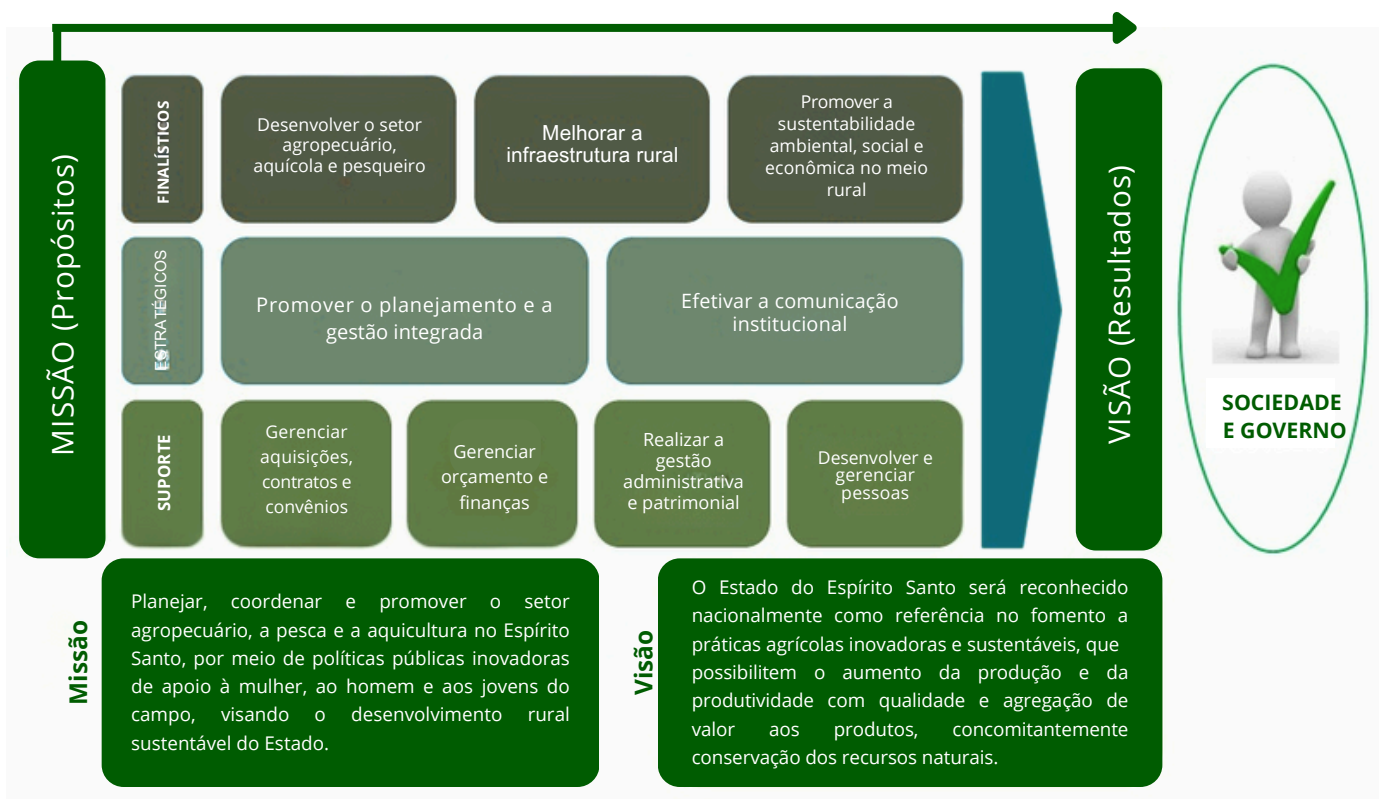 MISSÃO (Propósitos)
FINALÍSTICOS
Desenvolver o setor
agropecuário,
aquícola e pesqueiro
Melhorar a
infraestrutura rural
Promover a
sustentabilidade
ambiental, social e
econômica no meio
rural
ESTRATÉGICOS
Promover o planejamento e a
gestão integrada
Efetivar a comunicação
institucional
SUPORTE
Gerenciar
aquisições,
contratos e
convênios
Gerenciar
orçamento e
finanças
Realizar a
gestão
administrativa
e patrimonial
Desenvolver e
gerenciar
pessoas
VISÃO (Resultados)
SOCIEDADE
E GOVERNO
Missão
Planejar, coordenar e promover o setor
agropecuário, a pesca e a aquicultura no Espírito
Santo, por meio de políticas públicas inovadoras
de apoio à mulher, ao homem e aos jovens do
campo, visando o desenvolvimento rural
sustentável do Estado.
Visão
O Estado do Espírito Santo será reconhecido
nacionalmente como referência no fomento a
práticas agrícolas inovadoras e sustentáveis, que
possibilitem o aumento da produção e da
produtividade com qualidade e agregação de
valor aos produtos, concomitantemente
conservação dos recursos naturais.